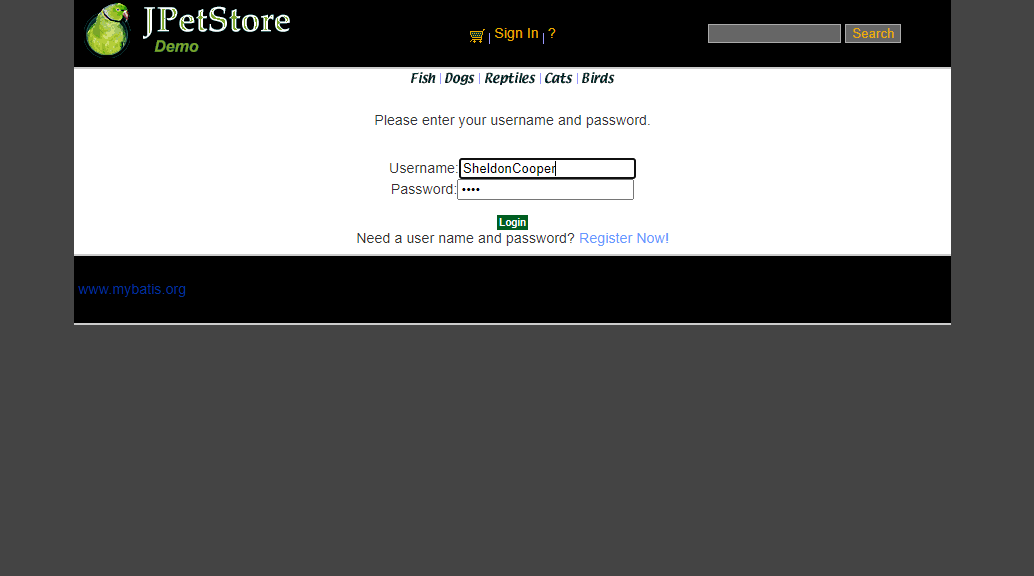 JPetStore
Demo
| Sign In | ?
Search
Fish | Dogs | Reptiles | Cats | Birds
Please enter your username and password.
Username:SheldonCooper
Password:••••
Login
Need a user name and password? Register Now!
www.mybatis.org